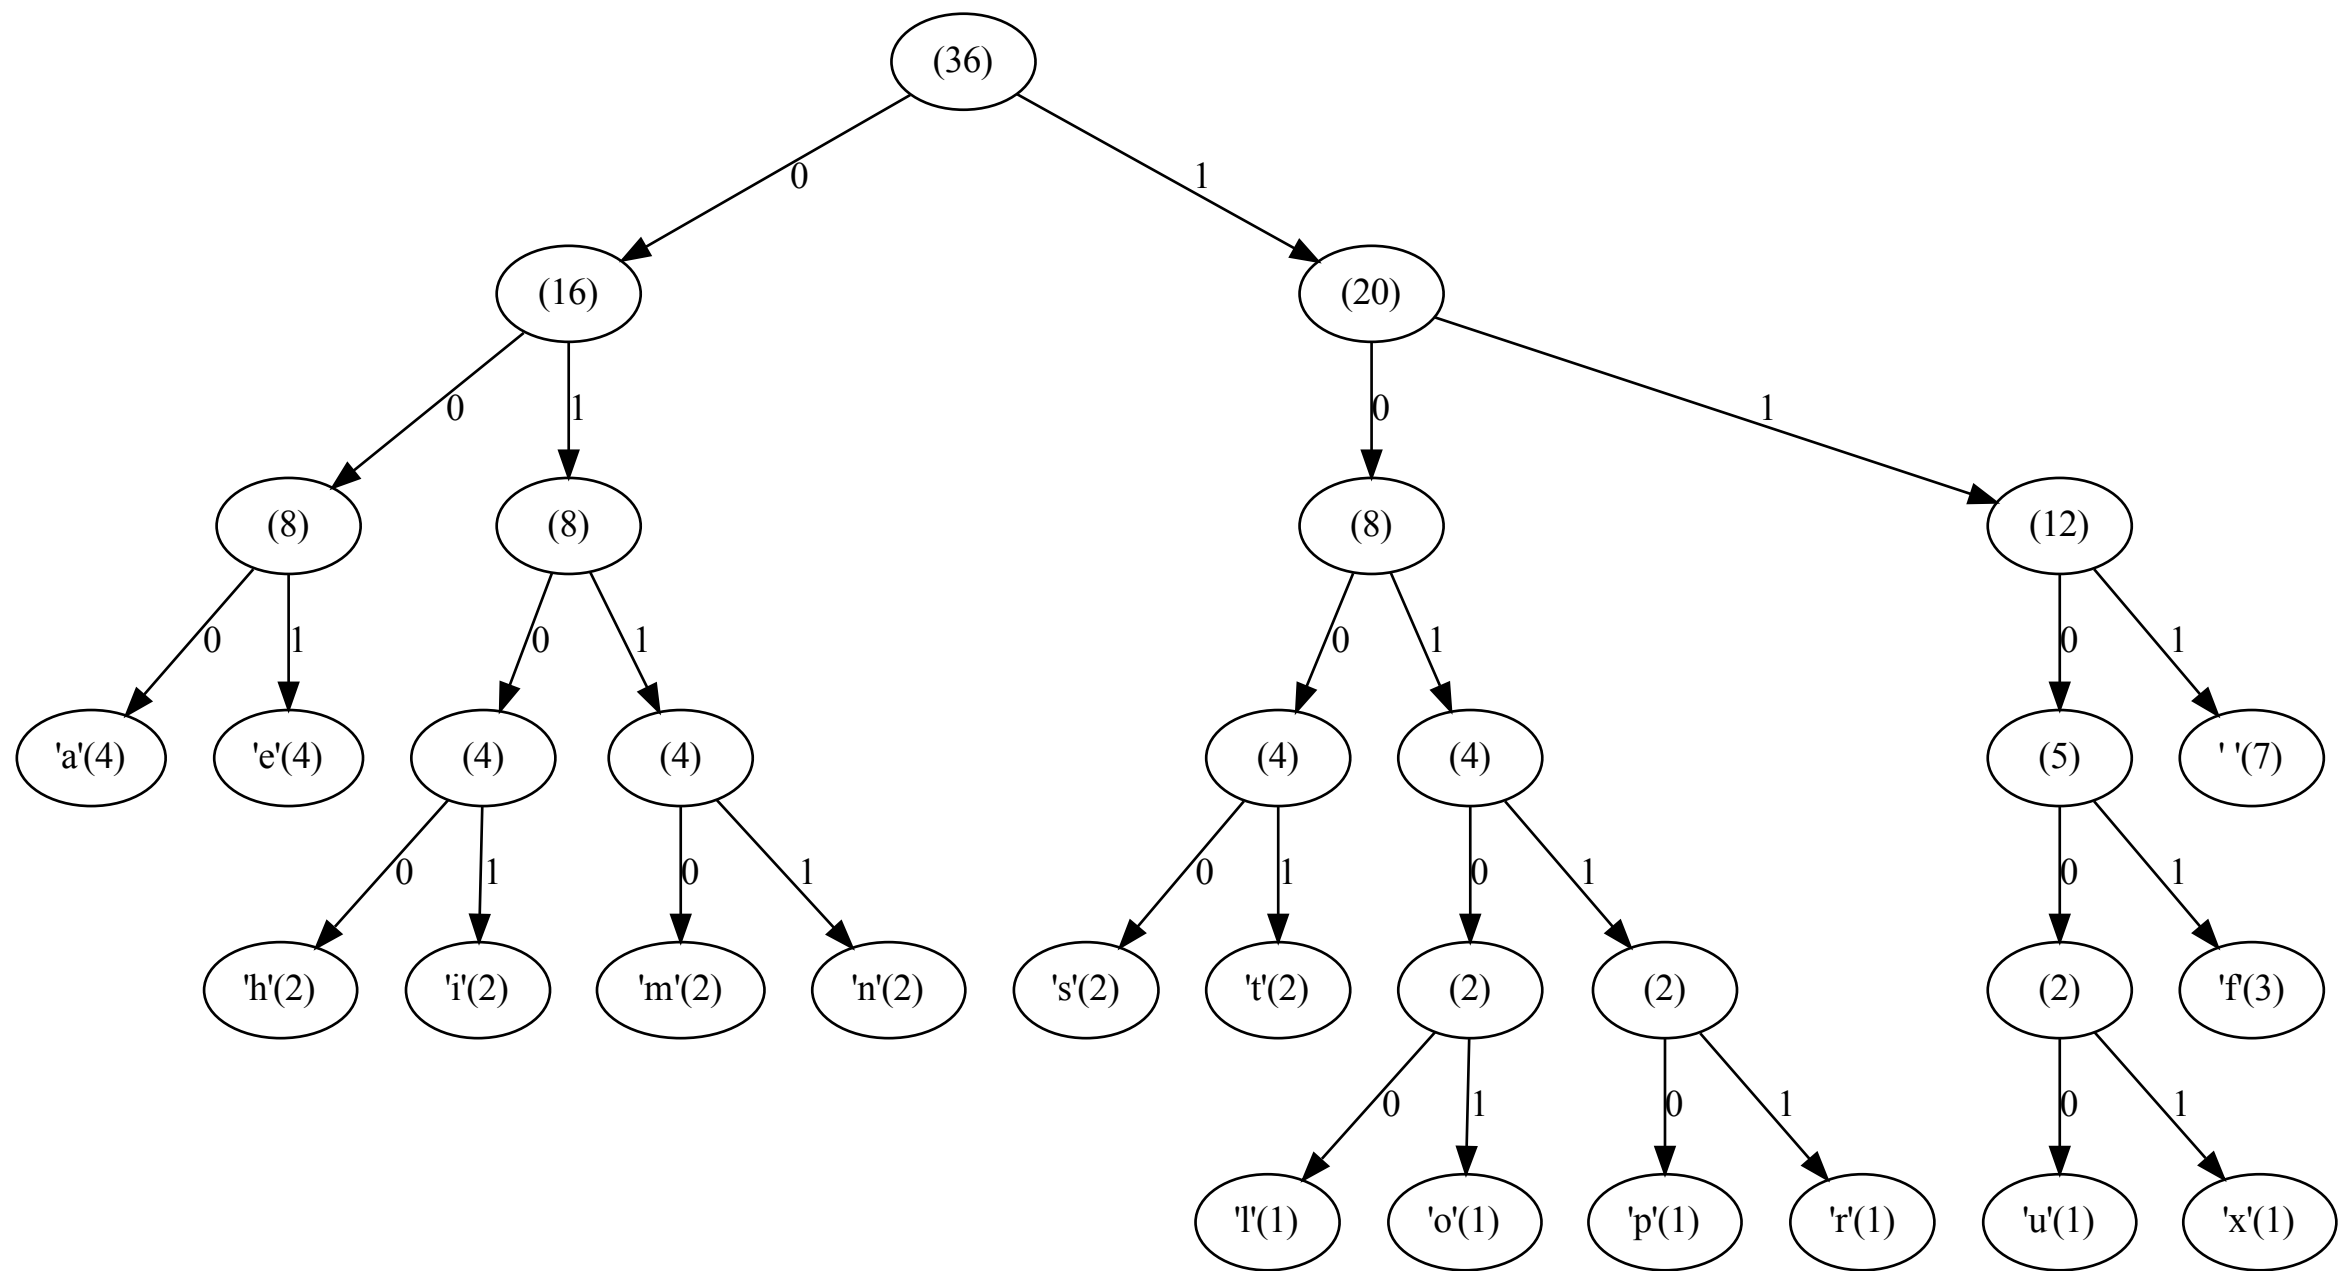 (36)
0 1
(16) (20)
0 1 0 1
(8) (8) (8) (12)
0 1 0 1 0 1 0 1
'a'(4) 'e'(4) (4) (4) (4) (4) (5) ' '(7)
0 1 0 1 0 1 0 1 0 1
'h'(2) 'i'(2) 'm'(2) 'n'(2) 's'(2) 't'(2) (2) (2) (2) 'f'(3)
0 1 0 1 0 1
'l'(1) 'o'(1) 'p'(1) 'r'(1) 'u'(1) 'x'(1)